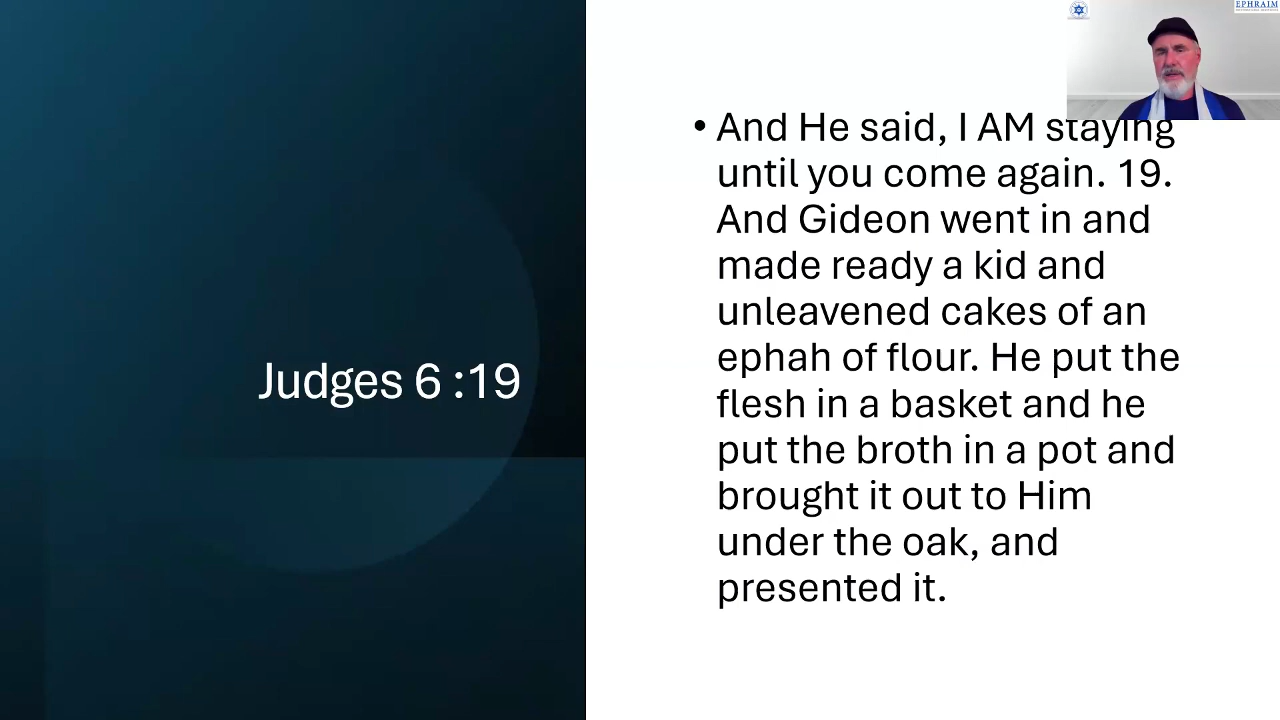 EPHRAIM
Judges 6 :19
• And He said, I AM staying
until you come again. 19.
And Gideon went in and
made ready a kid and
unleavened cakes of an
ephah of flour. He put the
flesh in a basket and he
put the broth in a pot and
brought it out to Him
under the oak, and
presented it.